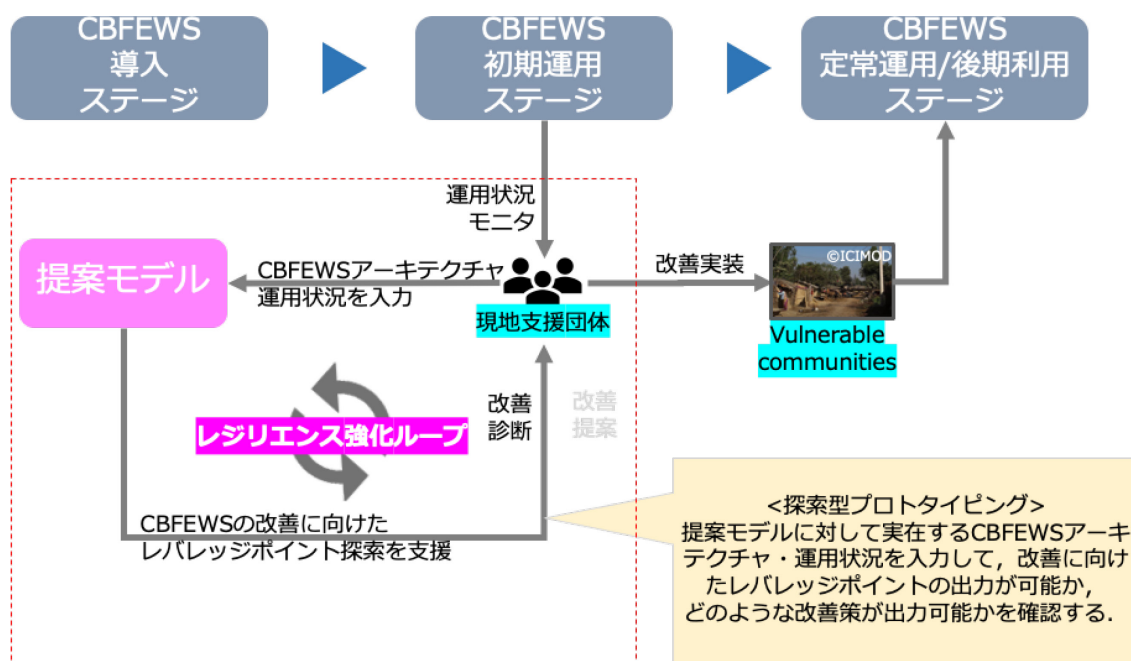 CBFEWS
導入
ステージ
CBFEWS
初期運用
ステージ
CBFEWS
定常運用/後期利用
ステージ
運用状況
モニタ
提案モデル
CBFEWSアーキテクチャ
運用状況を入力
現地支援団体
改善実装
©ICIMOD
Vulnerable
communities
レジリエンス強化ループ
改善
診断
改善
提案
CBFEWSの改善に向けた
レバレッジポイント探索を支援
<探索型プロトタイピング>
提案モデルに対して実在するCBFEWSアーキ
テクチャ・運用状況を入力して，改善に向け
たレバレッジポイントの出力が可能か，
どのような改善策が出力可能かを確認する．